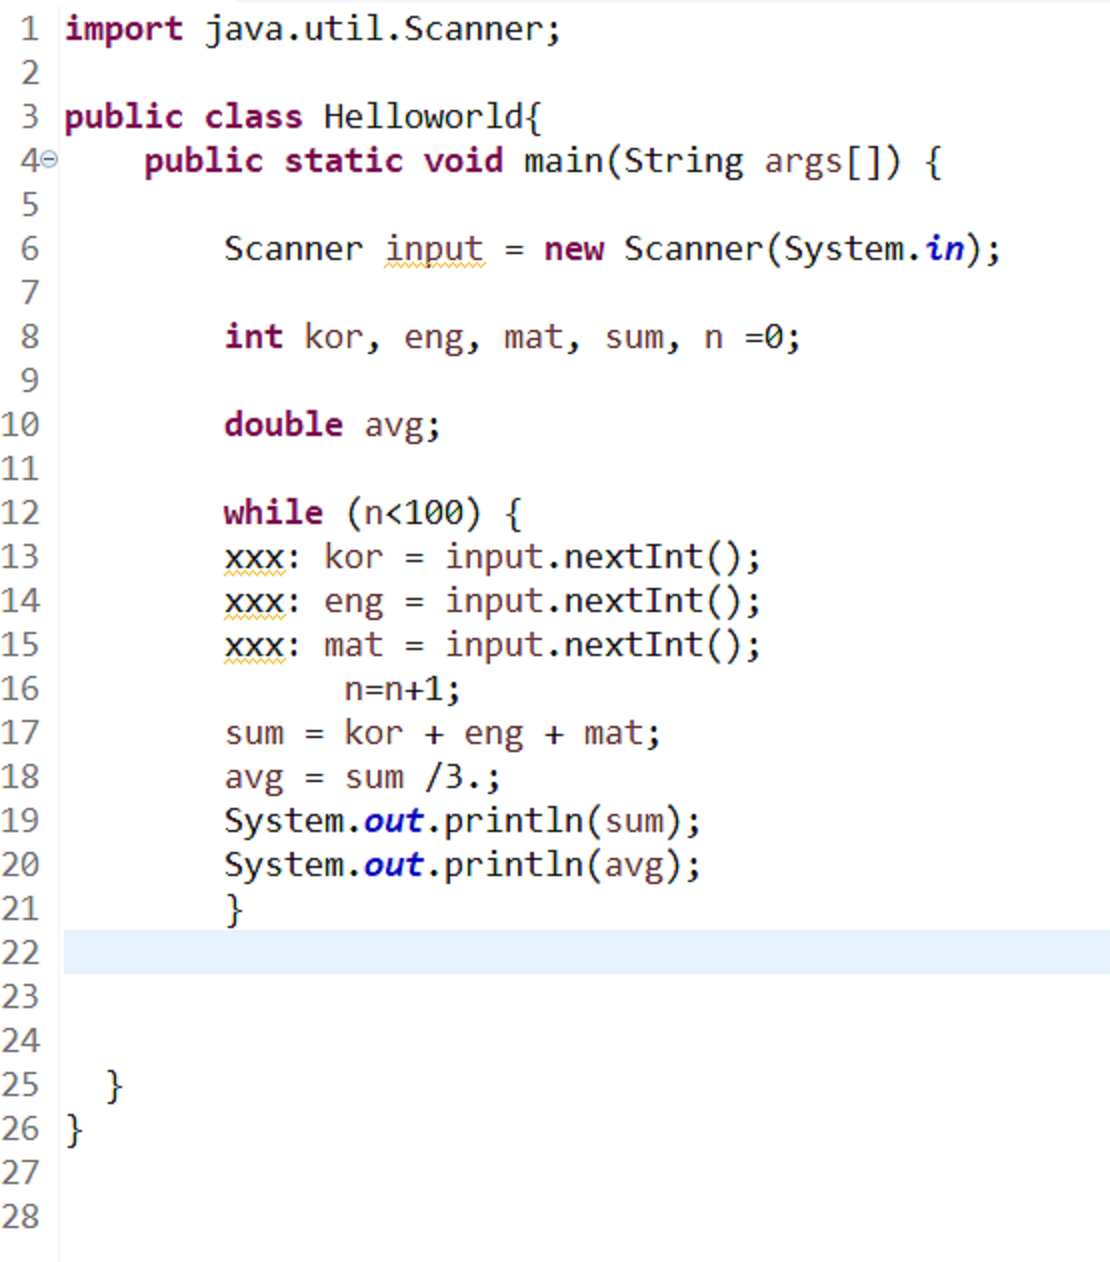 1 import java.util.Scanner;
2
3 public class Helloworld{
4 public static void main(String args[]) {
5
6 Scanner input = new Scanner(System.in);
7
8 int kor, eng, mat, sum, n =0;
9
10 double avg;
11
12 while (n<100) {
13 xxx: kor = input.nextInt();
14 xxx: eng = input.nextInt();
15 xxx: mat = input.nextInt();
16 n=n+1;
17 sum = kor + eng + mat;
18 avg = sum /3.;
19 System.out.println(sum);
20 System.out.println(avg);
21 }
22
23
24
25 }
26 }
27
28